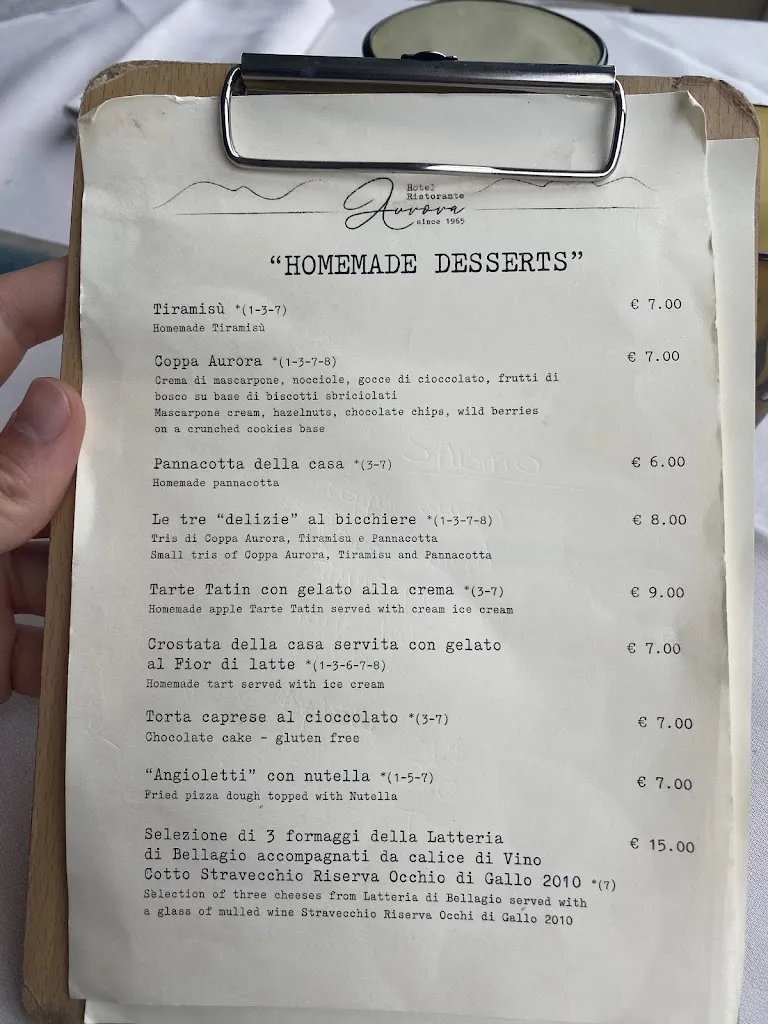 Hotel
Ristorante
Aurora
since 1965
"HOMEMADE DESSERTS"
Tiramisù *(1-3-7) € 7.00
Homemade Tiramisù
Coppa Aurora *(1-3-7-8) € 7.00
Crema di mascarpone, nocciole, gocce di cioccolato, frutti di
bosco su base di biscotti sbriciolati
Mascarpone cream, hazelnuts, chocolate chips, wild berries
on a crunched cookies base
Pannacotta della casa *(3-7) € 6.00
Homemade pannacotta
Le tre "delizie" al bicchiere *(1-3-7-8) € 8.00
Tris di Coppa Aurora, Tiramisu e Pannacotta
Small tris of Coppa Aurora, Tiramisu and Pannacotta
Tarte Tatin con gelato alla crema *(3-7) € 9.00
Homemade apple Tarte Tatin served with cream ice cream
Crostata della casa servita con gelato € 7.00
al Fior di latte *(1-3-6-7-8)
Homemade tart served with ice cream
Torta caprese al cioccolato *(3-7) € 7.00
Chocolate cake - gluten free
"Angioletti" con nutella *(1-5-7) € 7.00
Fried pizza dough topped with Nutella
Selezione di 3 formaggi della Latteria € 15.00
di Bellagio accompagnati da calice di Vino
Cotto Stravecchio Riserva Occhio di Gallo 2010 *(7)
Selection of three cheeses from Latteria di Bellagio served with
a glass of mulled wine Stravecchio Riserva Occhi di Gallo 2010